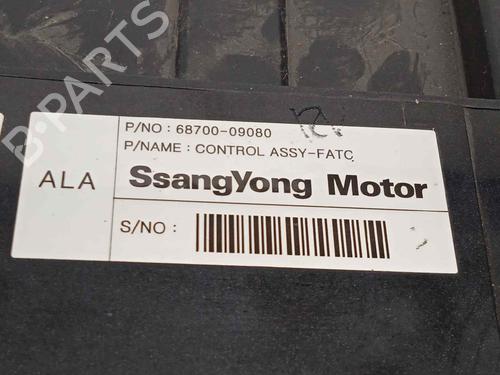 P/NO : 68700-09080
P/NAME : CONTROL ASSY-FATC
ALA
SsangYong Motor
S/NO :
B-PARTS